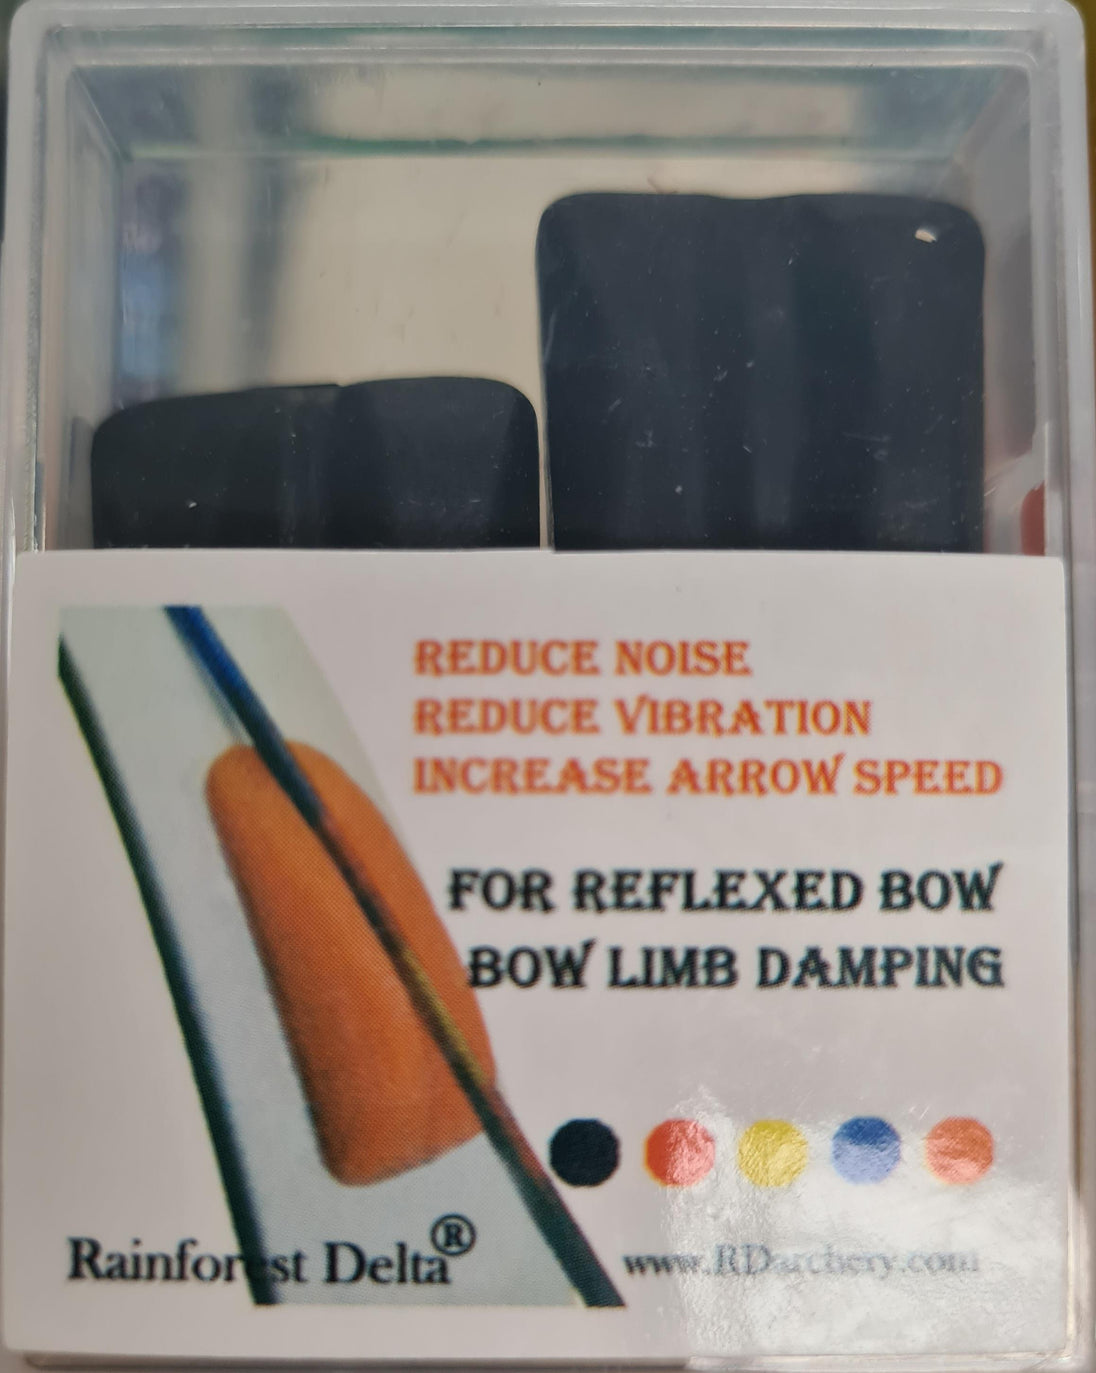 REDUCE NOISE
REDUCE VIBRATION
INCREASE ARROW SPEED
FOR REFLEXED BOW
BOW LIMB DAMPING
Rainforest Delta®
www.RDarchery.com